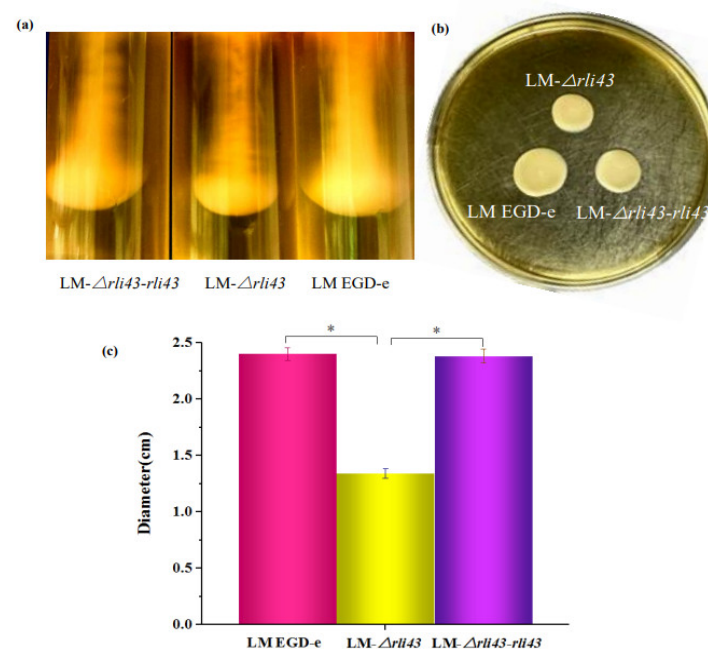 (a)
(b)
LM-△rli43
LM EGD-e LM-△rli43-rli43
LM-△rli43-rli43 LM-△rli43 LM EGD-e
(c)
* *
2.5
2.0
1.5
1.0
0.5
0.0
Diameter(cm)
LM EGD-e LM-△rli43 LM-△rli43-rli43